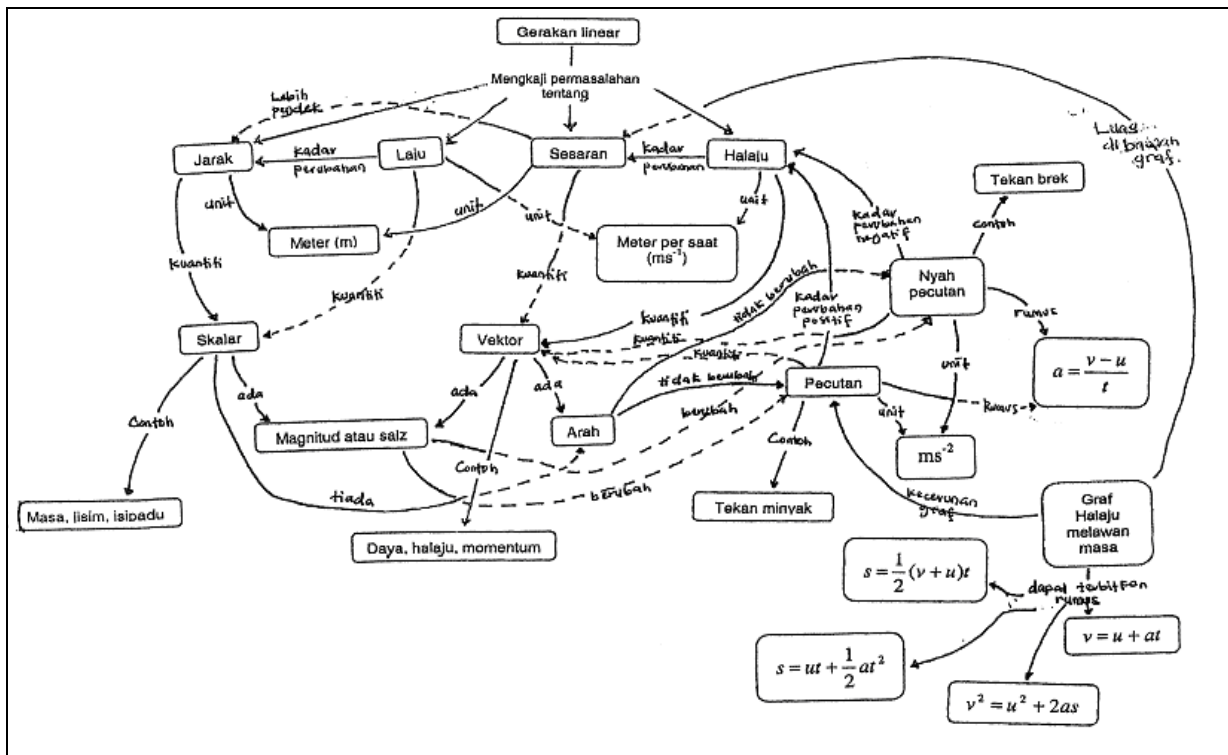 Gerakan linear
Mengkaji permasalahan
tentang
Lebih
pendek
Jarak
kadar
perubahan
Laju
Sesaran
kadar
perubahan
Halaju
Luas
dibawah
graf.
Tekan brek
unit
unit
unit
unit
Meter (m)
Meter per saat
(ms⁻¹)
kadar
perubahan
negatif
contoh
Nyah
pecutan
kuantiti
kuantiti
kuantiti
tidak berubah
kadar
perubahan
positif
rumus
Skalar
Vektor
kuantiti
kuantiti
kuantiti
unit
a = (v − u)/t
ada
ada
ada
tidak berubah
Pecutan
Rumus
unit
Contoh
Magnitud atau saiz
Arah
berubah
ms⁻²
Contoh
Contoh
tiada
berubah
kecerunan
graf
Masa, jisim, isipadu
Daya, halaju, momentum
Tekan minyak
Graf
Halaju
melawan
masa
s = ½(v + u)t
dapat terbitkan
rumus
v = u + at
s = ut + ½at²
v² = u² + 2as